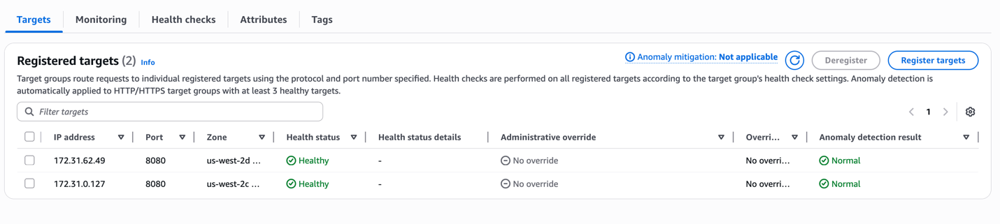 Targets Monitoring Health checks Attributes Tags
Registered targets (2) Info Anomaly mitigation: Not applicable Deregister Register targets
Target groups route requests to individual registered targets using the protocol and port number specified. Health checks are performed on all registered targets according to the target group's health check settings. Anomaly detection is
automatically applied to HTTP/HTTPS target groups with at least 3 healthy targets.
Filter targets 1
IP address Port Zone Health status Health status details Administrative override Overri... Anomaly detection result
172.31.62.49 8080 us-west-2d ... Healthy - No override No overri... Normal
172.31.0.127 8080 us-west-2c ... Healthy - No override No overri... Normal